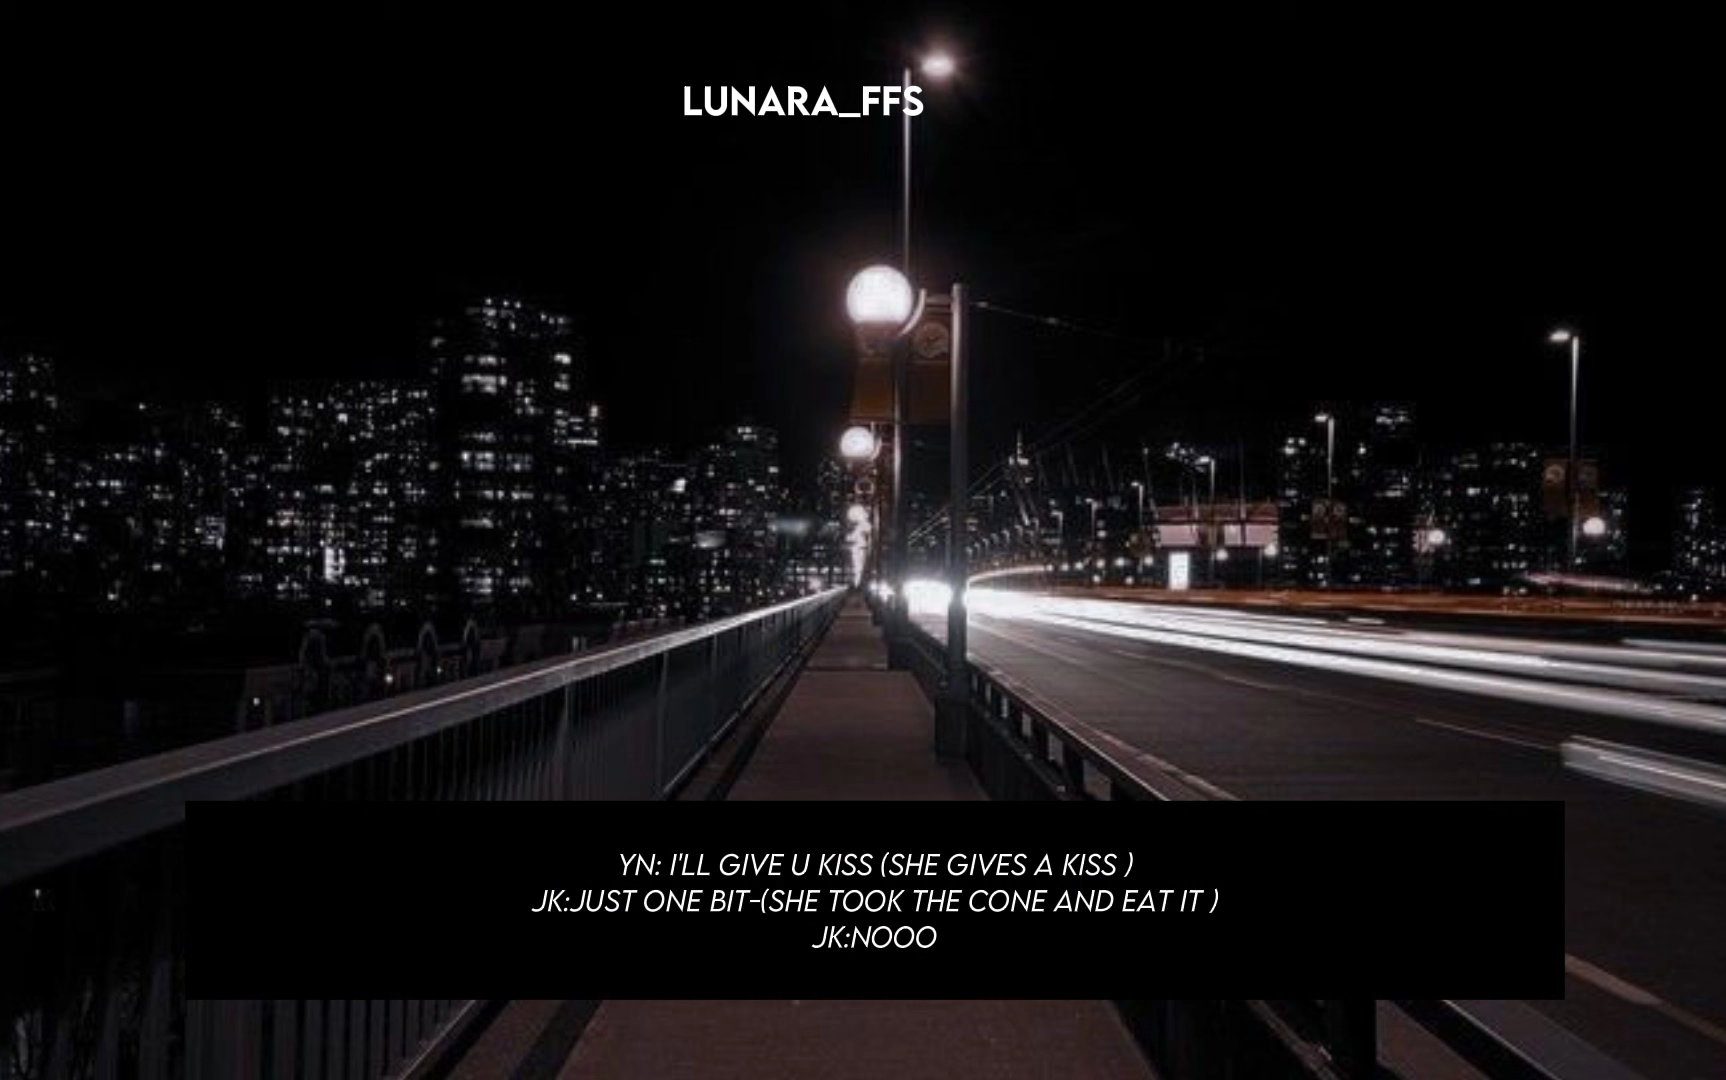 LUNARA_FFS
YN: I'LL GIVE U KISS (SHE GIVES A KISS )
JK:JUST ONE BIT-(SHE TOOK THE CONE AND EAT IT )
JK:NOOO